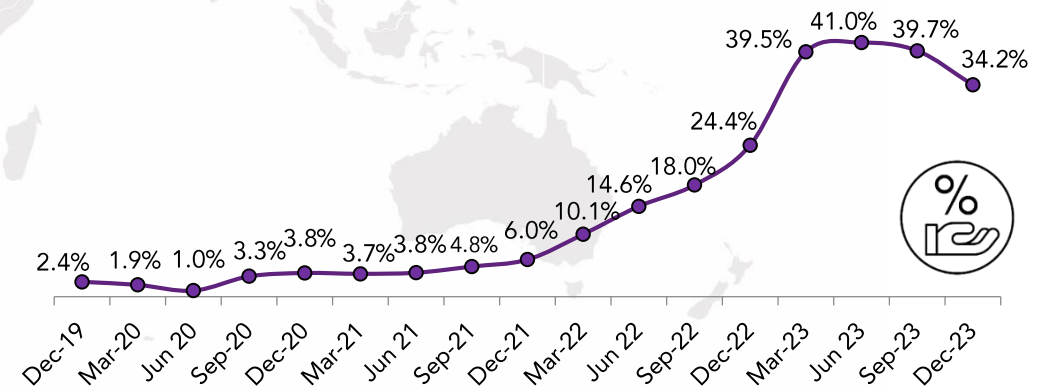 2.4%
1.9%
1.0%
3.3%
3.8%
3.7%
3.8%
4.8%
6.0%
10.1%
14.6%
18.0%
24.4%
39.5%
41.0%
39.7%
34.2%
%
Dec-19
Mar-20
Jun 20
Sep-20
Dec-20
Mar-21
Jun 21
Sep-21
Dec-21
Mar-22
Jun 22
Sep-22
Dec-22
Mar-23
Jun 23
Sep-23
Dec-23